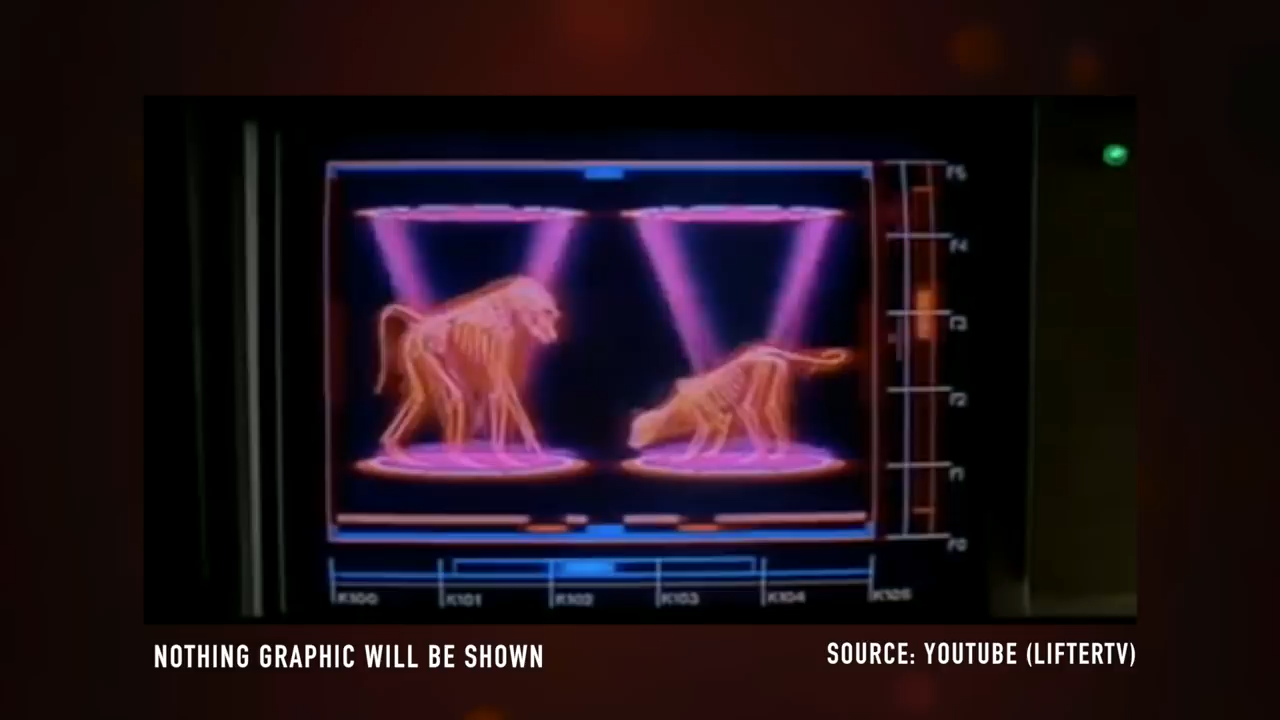 F5
F4
F3
F2
F1
F0
K100
K101
K102
K103
K104
K105
NOTHING GRAPHIC WILL BE SHOWN
SOURCE: YOUTUBE (LIFTERTV)